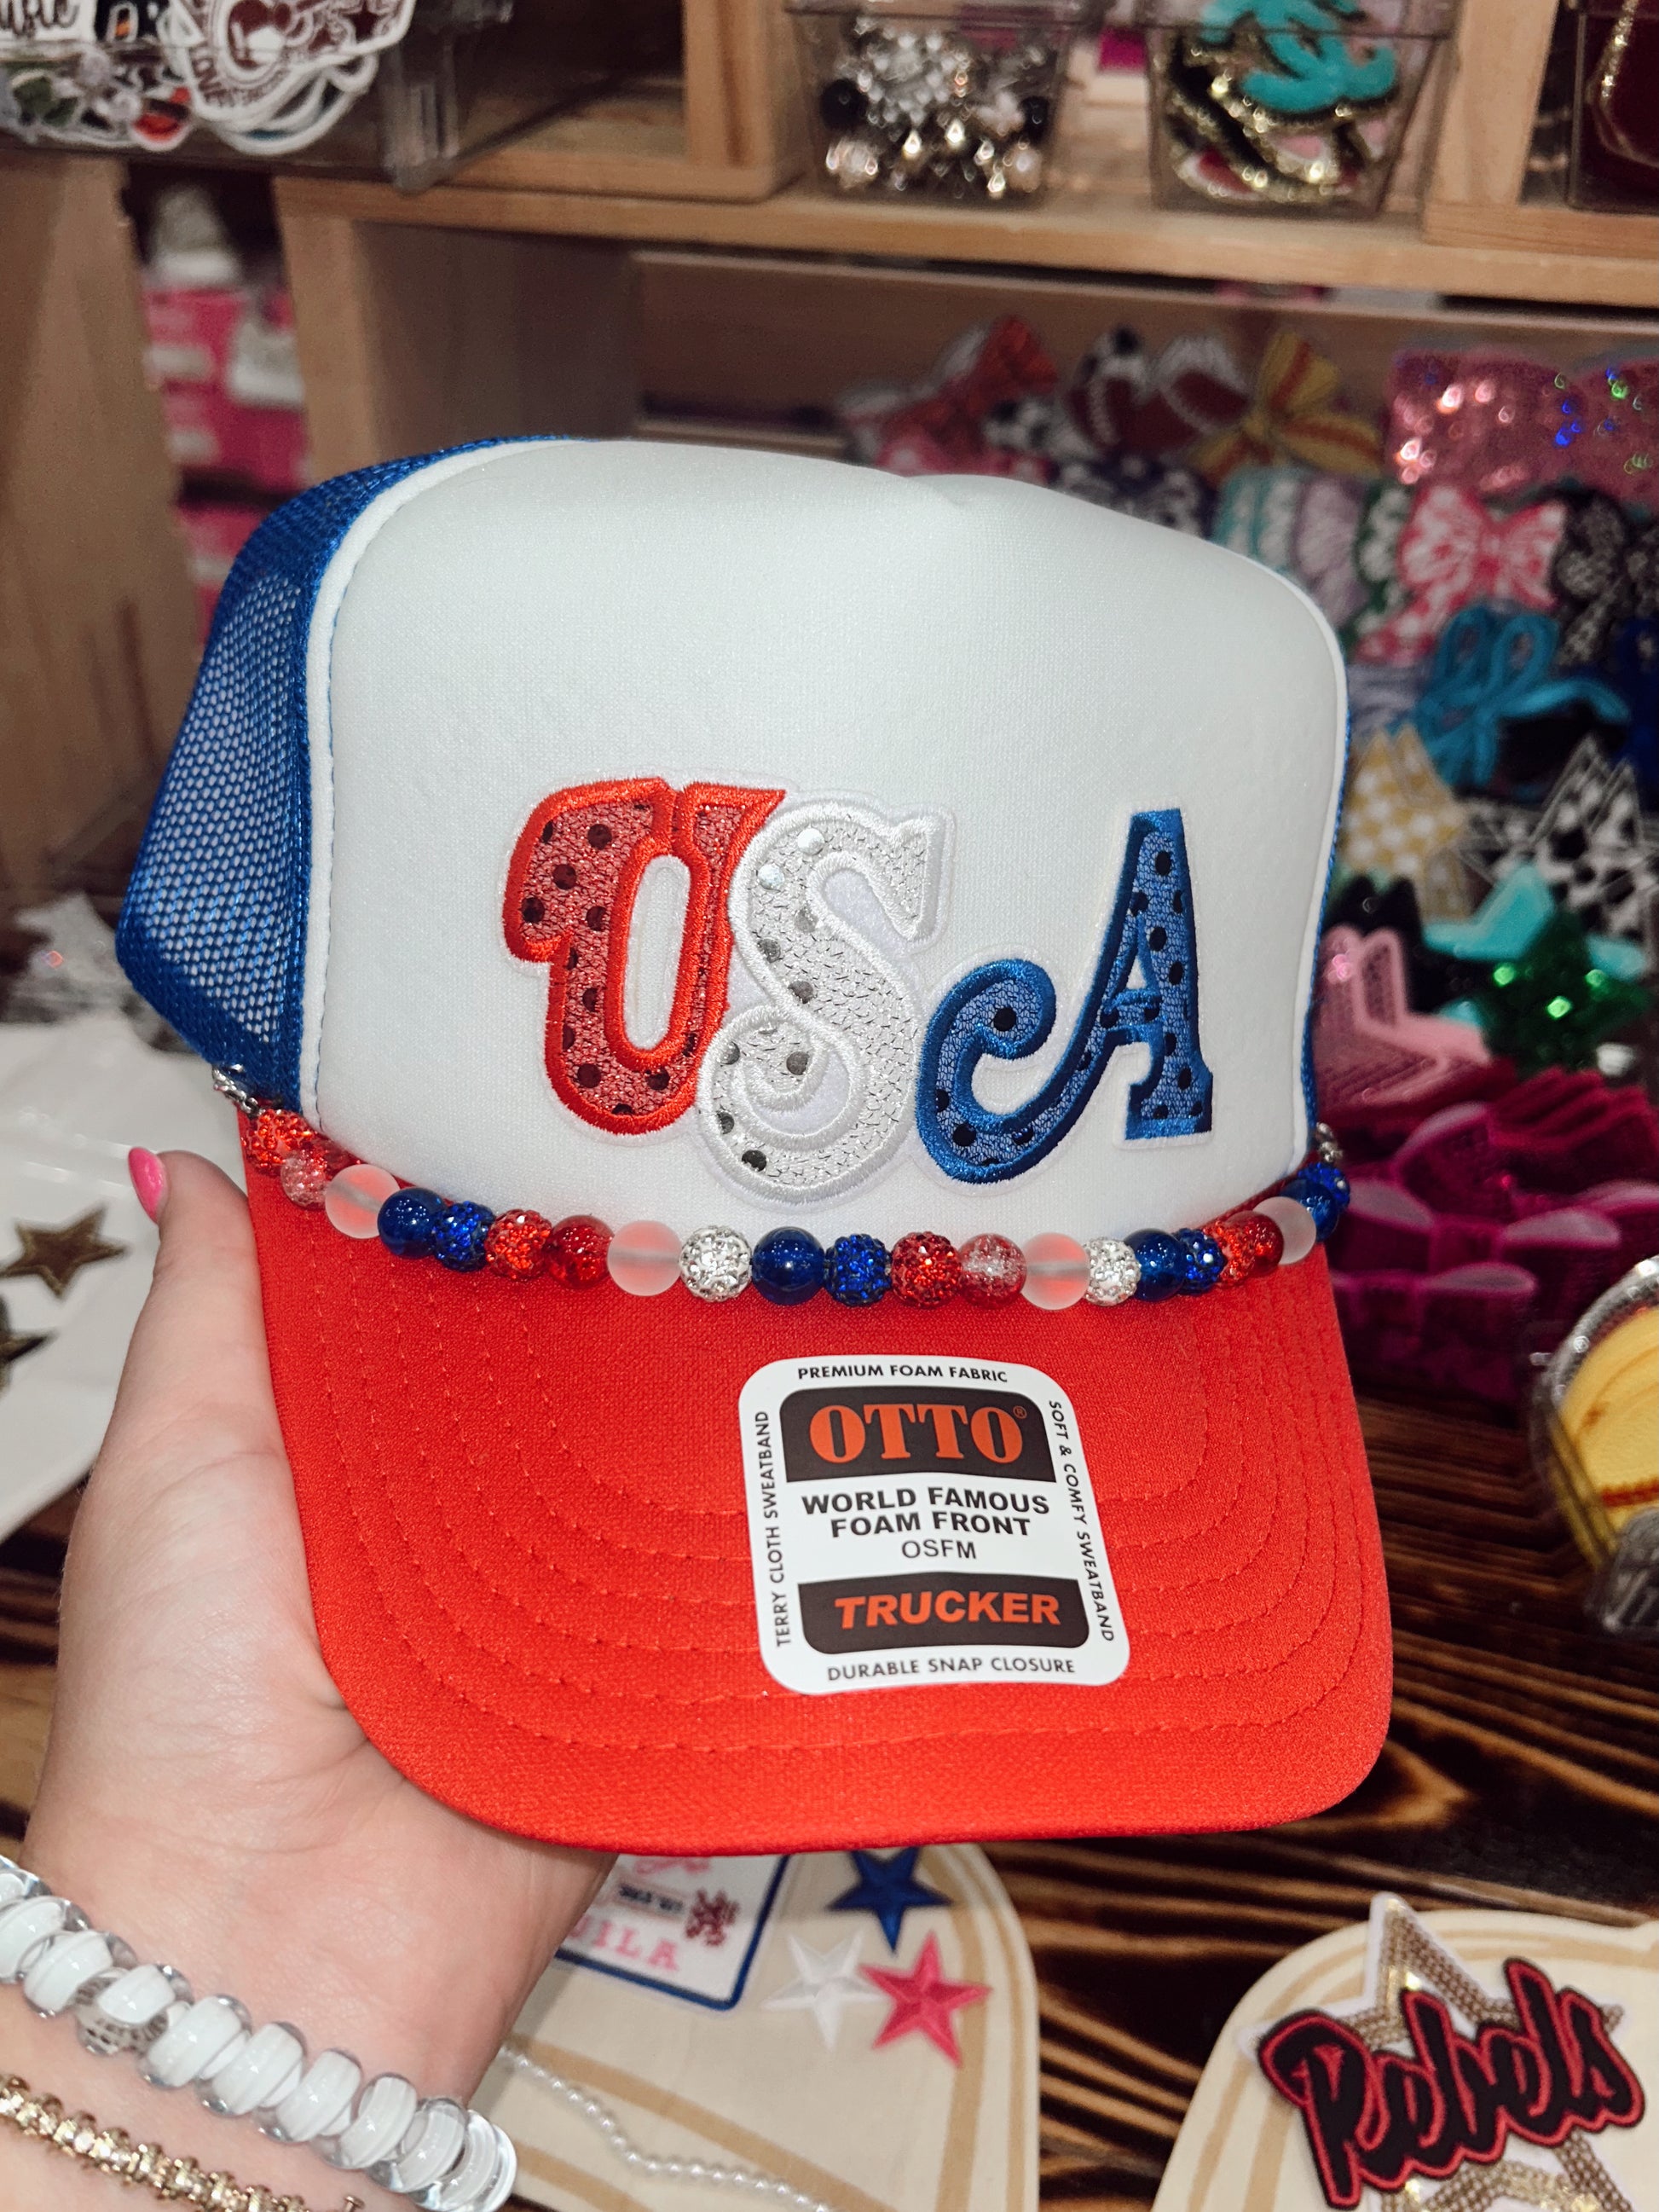 USA
PREMIUM FOAM FABRIC
OTTO®
WORLD FAMOUS
FOAM FRONT
OSFM
TRUCKER
DURABLE SNAP CLOSURE
TERRY CLOTH SWEATBAND
SOFT & COMFY SWEATBAND
Rebels